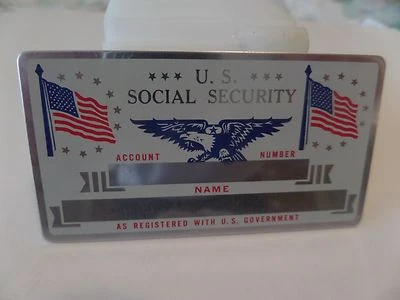 U. S.
SOCIAL SECURITY
ACCOUNT NUMBER
NAME
AS REGISTERED WITH U.S. GOVERNMENT